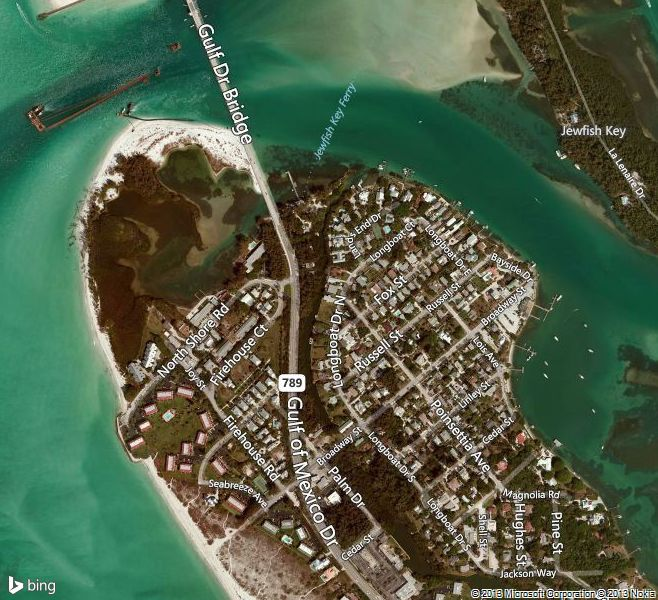 Gulf Dr Bridge
Jewfish Key Ferry
Jewfish Key
La Lenaire Dr
s End Dr
Longboat Ct
Longboat Dr E
Bayside Dr
Fox St
Russell St
Broadway St
North Shore Rd
Firehouse Ct
Longboat Dr N
Russell St
Lois Ave
Linley St
789
Poinsettia Ave
Cedar St
Gulf of Mexico Dr
Firehouse Rd
Broadway St
Longboat Dr S
Palm Dr
Seabreeze Ave
Magnolia Rd
Longboat Dr S
Shell St
Hughes St
Pine St
Cedar St
Jackson Way
bing
© 2013 Microsoft Corporation © 2013 Nokia